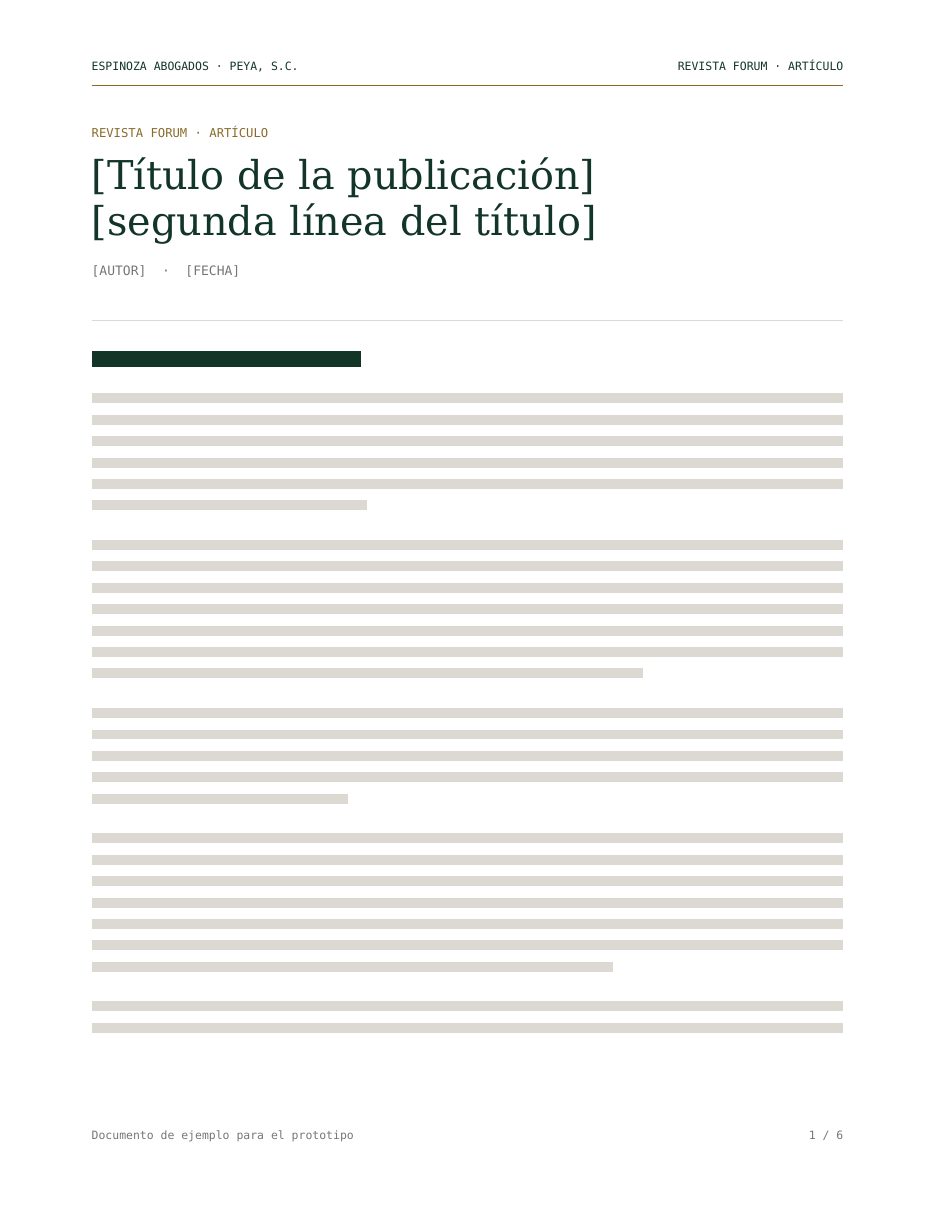 ESPINOZA ABOGADOS · PEYA, S.C.
REVISTA FORUM · ARTÍCULO
REVISTA FORUM · ARTÍCULO
[Título de la publicación]
[segunda línea del título]
[AUTOR] · [FECHA]
Documento de ejemplo para el prototipo
1 / 6